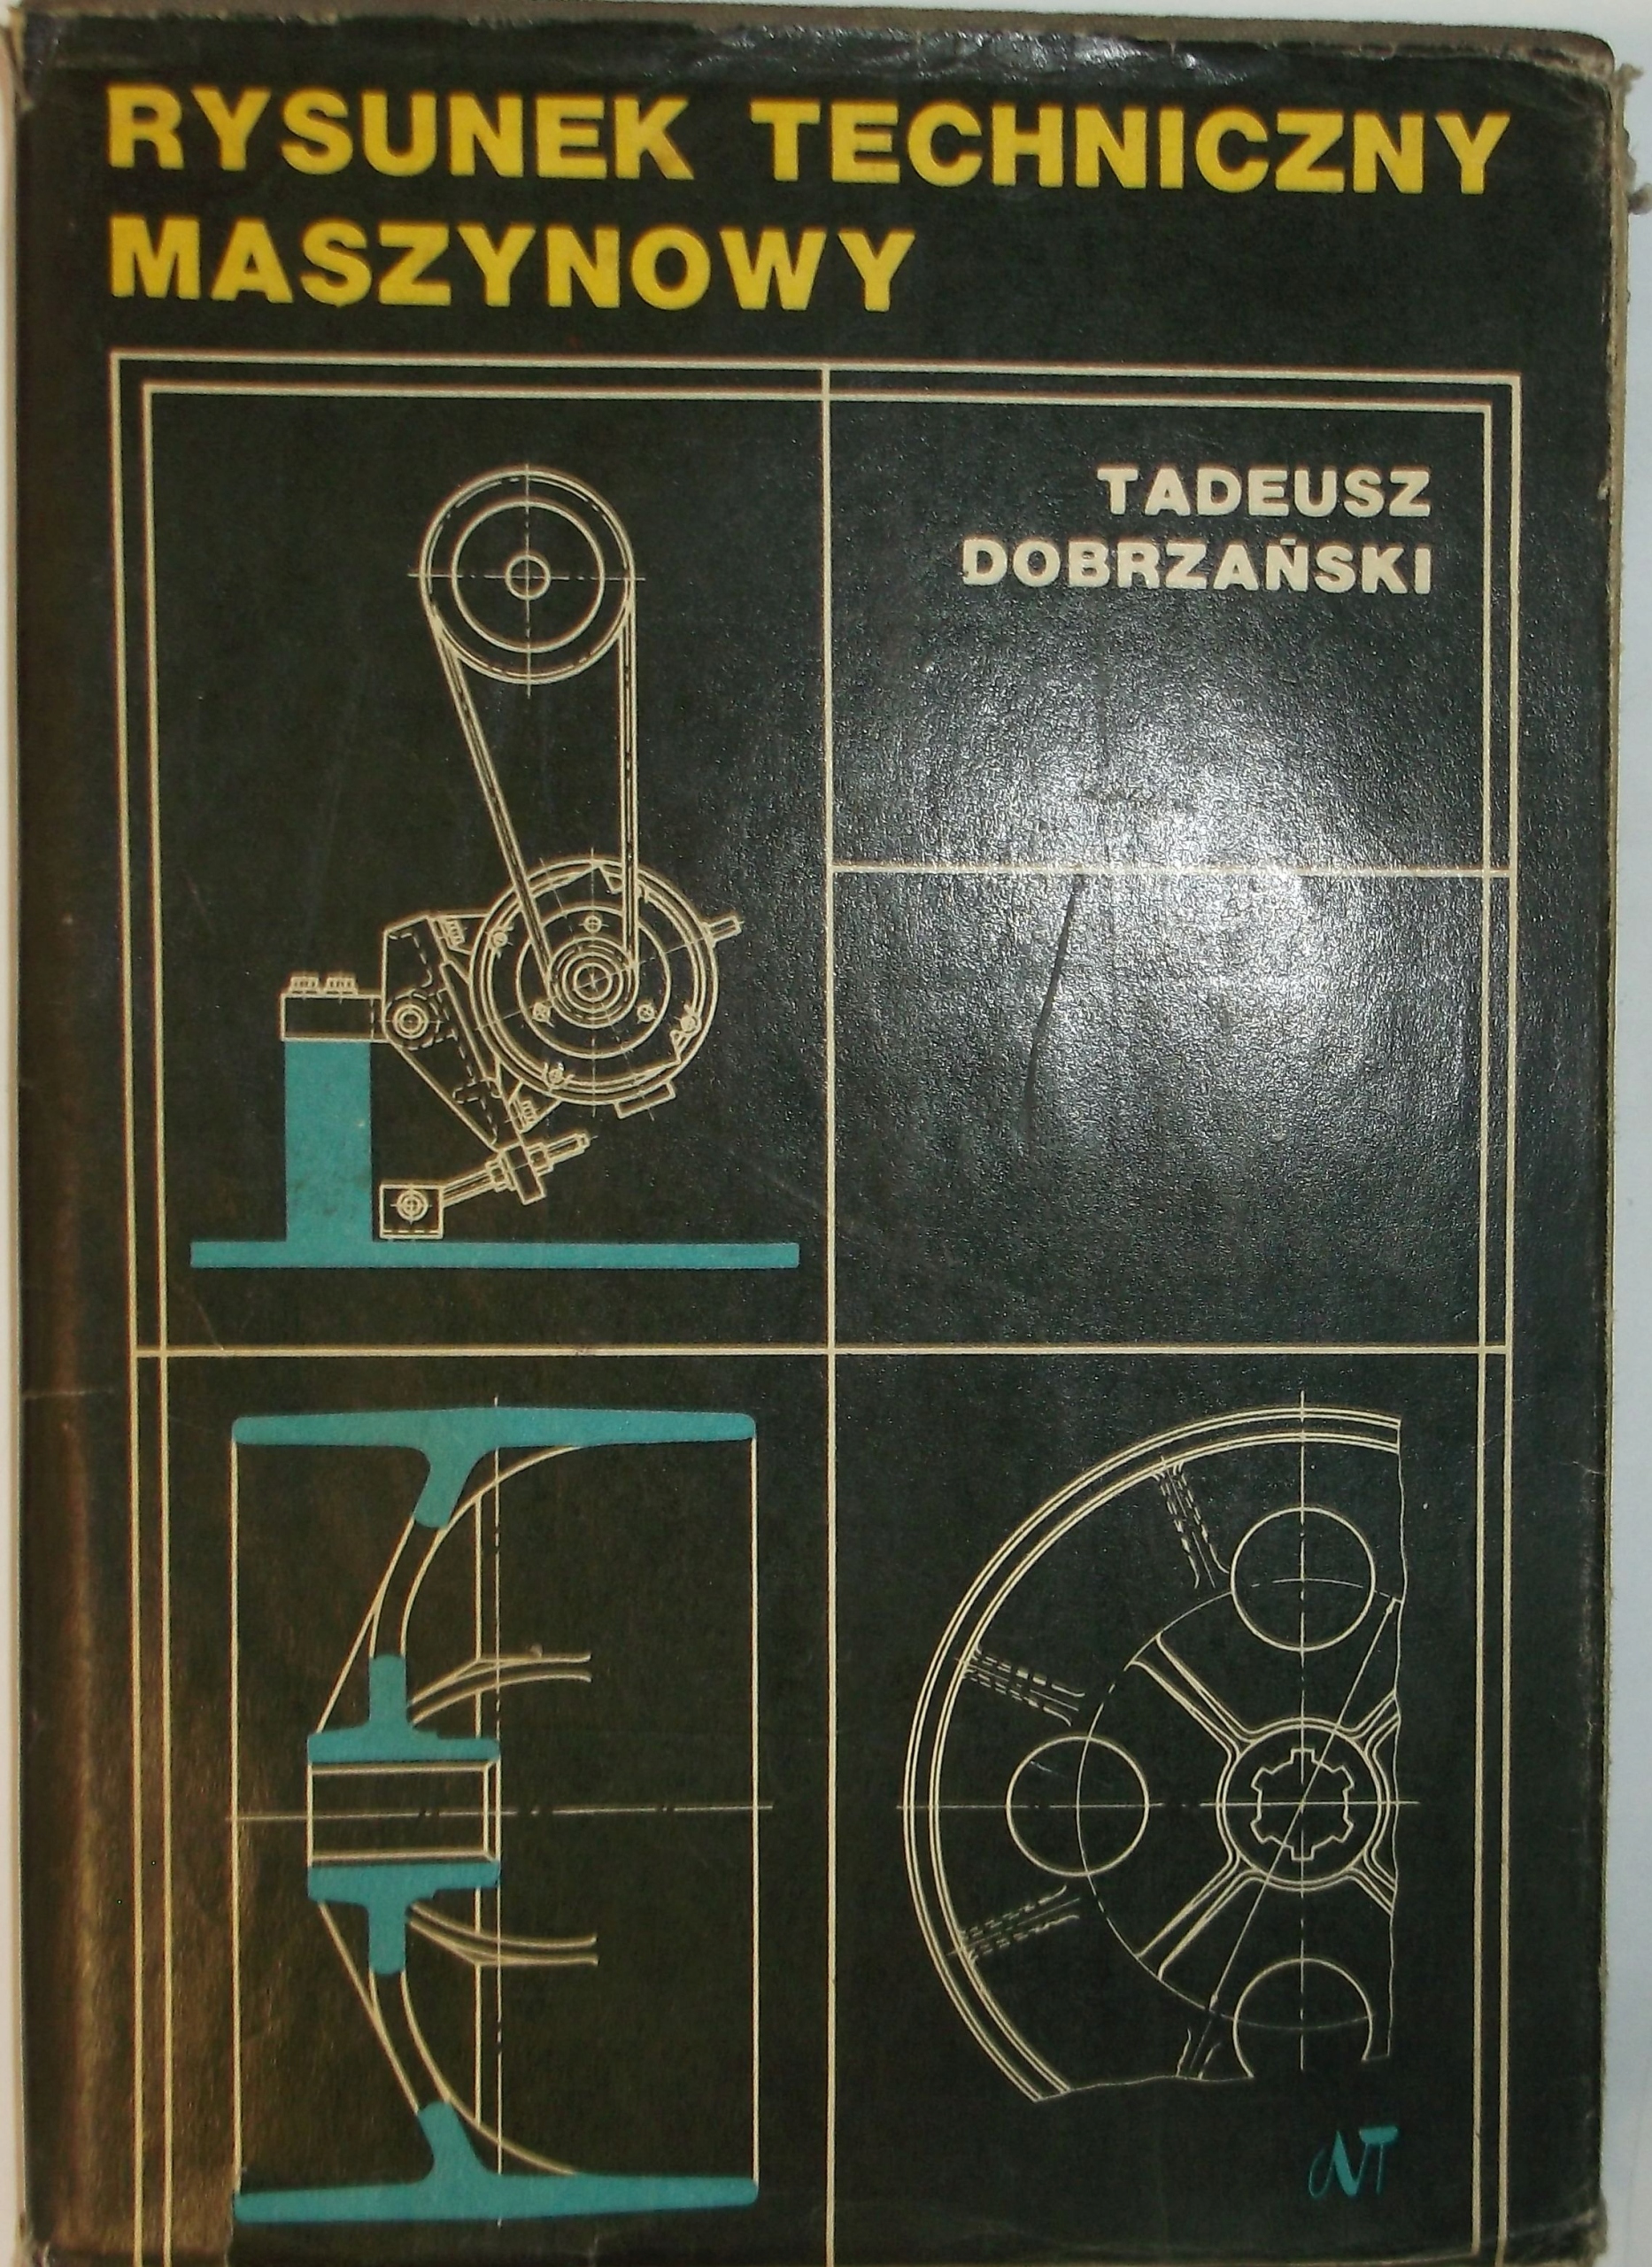 RYSUNEK TECHNICZNY
MASZYNOWY
TADEUSZ
DOBRZAŃSKI
WNT